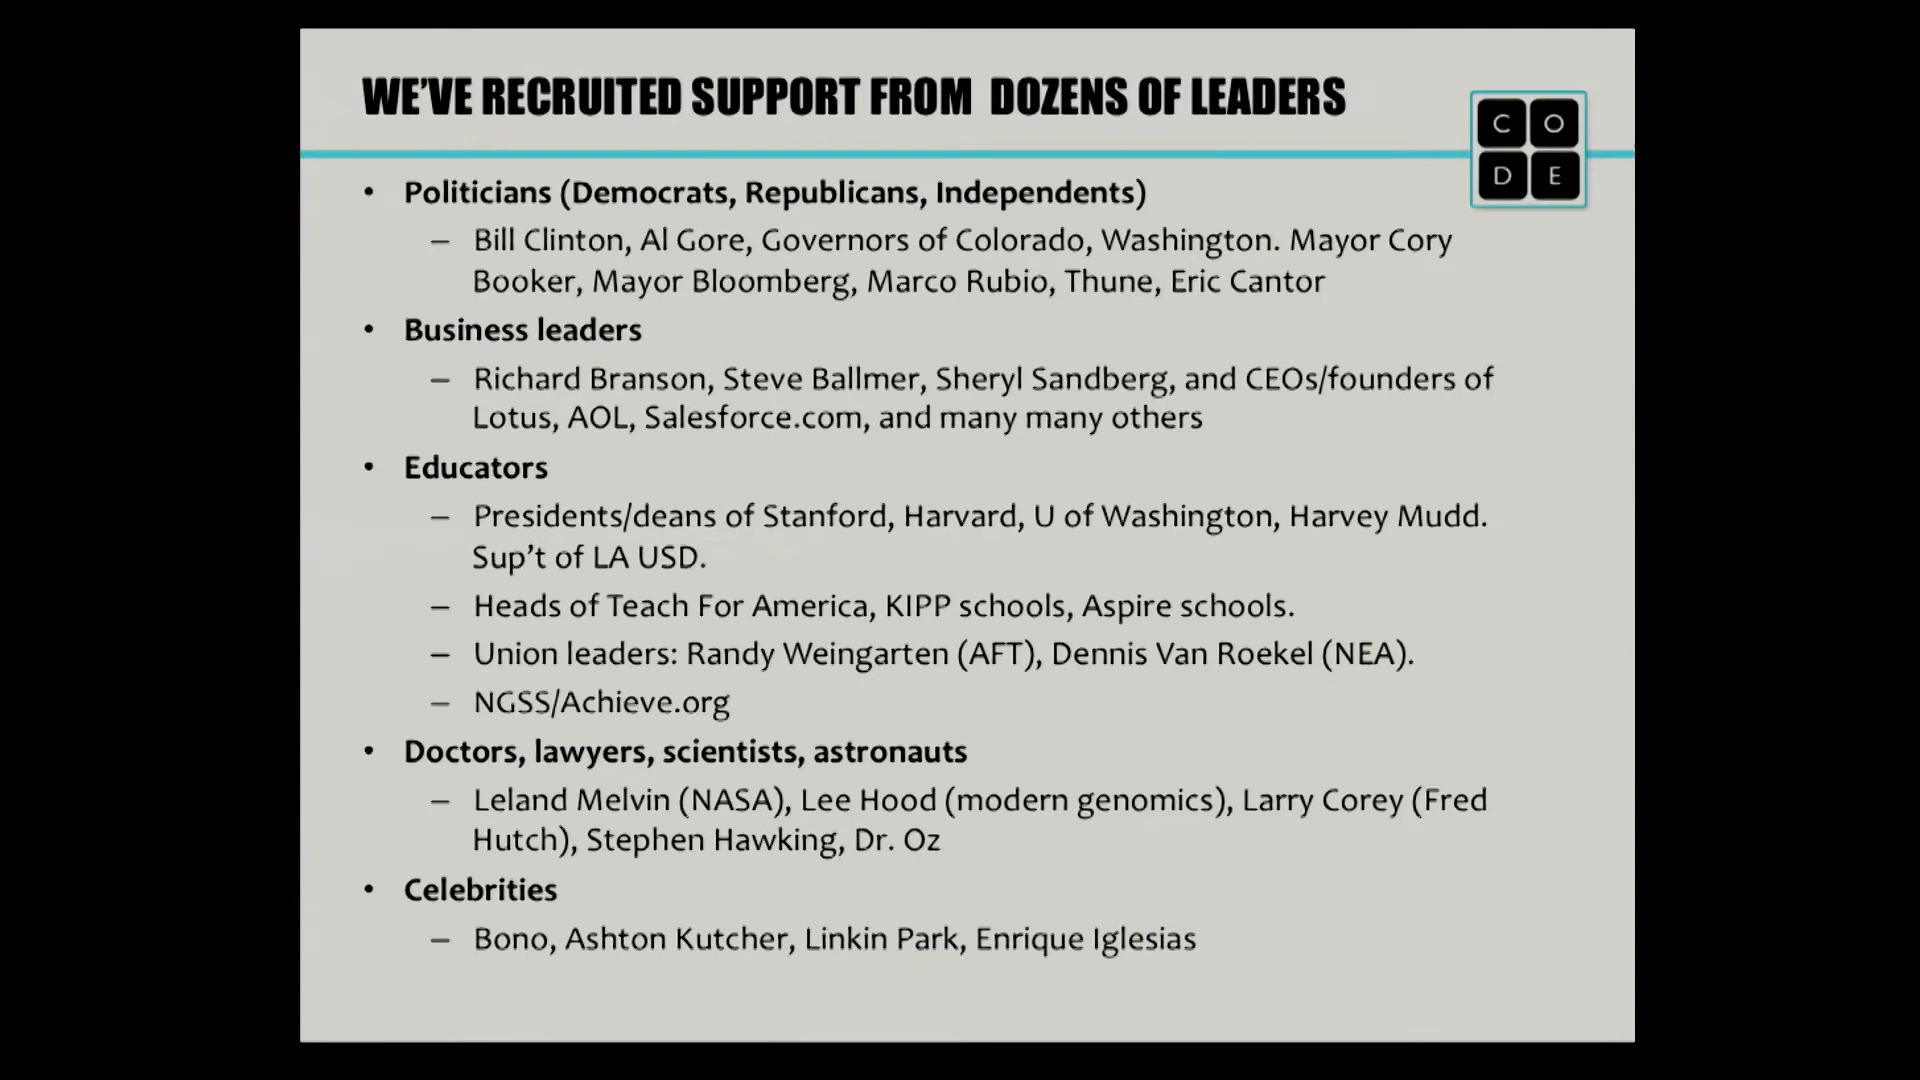 WE'VE RECRUITED SUPPORT FROM DOZENS OF LEADERS
C O
D E
• Politicians (Democrats, Republicans, Independents)
– Bill Clinton, Al Gore, Governors of Colorado, Washington. Mayor Cory
Booker, Mayor Bloomberg, Marco Rubio, Thune, Eric Cantor
• Business leaders
– Richard Branson, Steve Ballmer, Sheryl Sandberg, and CEOs/founders of
Lotus, AOL, Salesforce.com, and many many others
• Educators
– Presidents/deans of Stanford, Harvard, U of Washington, Harvey Mudd.
Sup't of LA USD.
– Heads of Teach For America, KIPP schools, Aspire schools.
– Union leaders: Randy Weingarten (AFT), Dennis Van Roekel (NEA).
– NGSS/Achieve.org
• Doctors, lawyers, scientists, astronauts
– Leland Melvin (NASA), Lee Hood (modern genomics), Larry Corey (Fred
Hutch), Stephen Hawking, Dr. Oz
• Celebrities
– Bono, Ashton Kutcher, Linkin Park, Enrique Iglesias